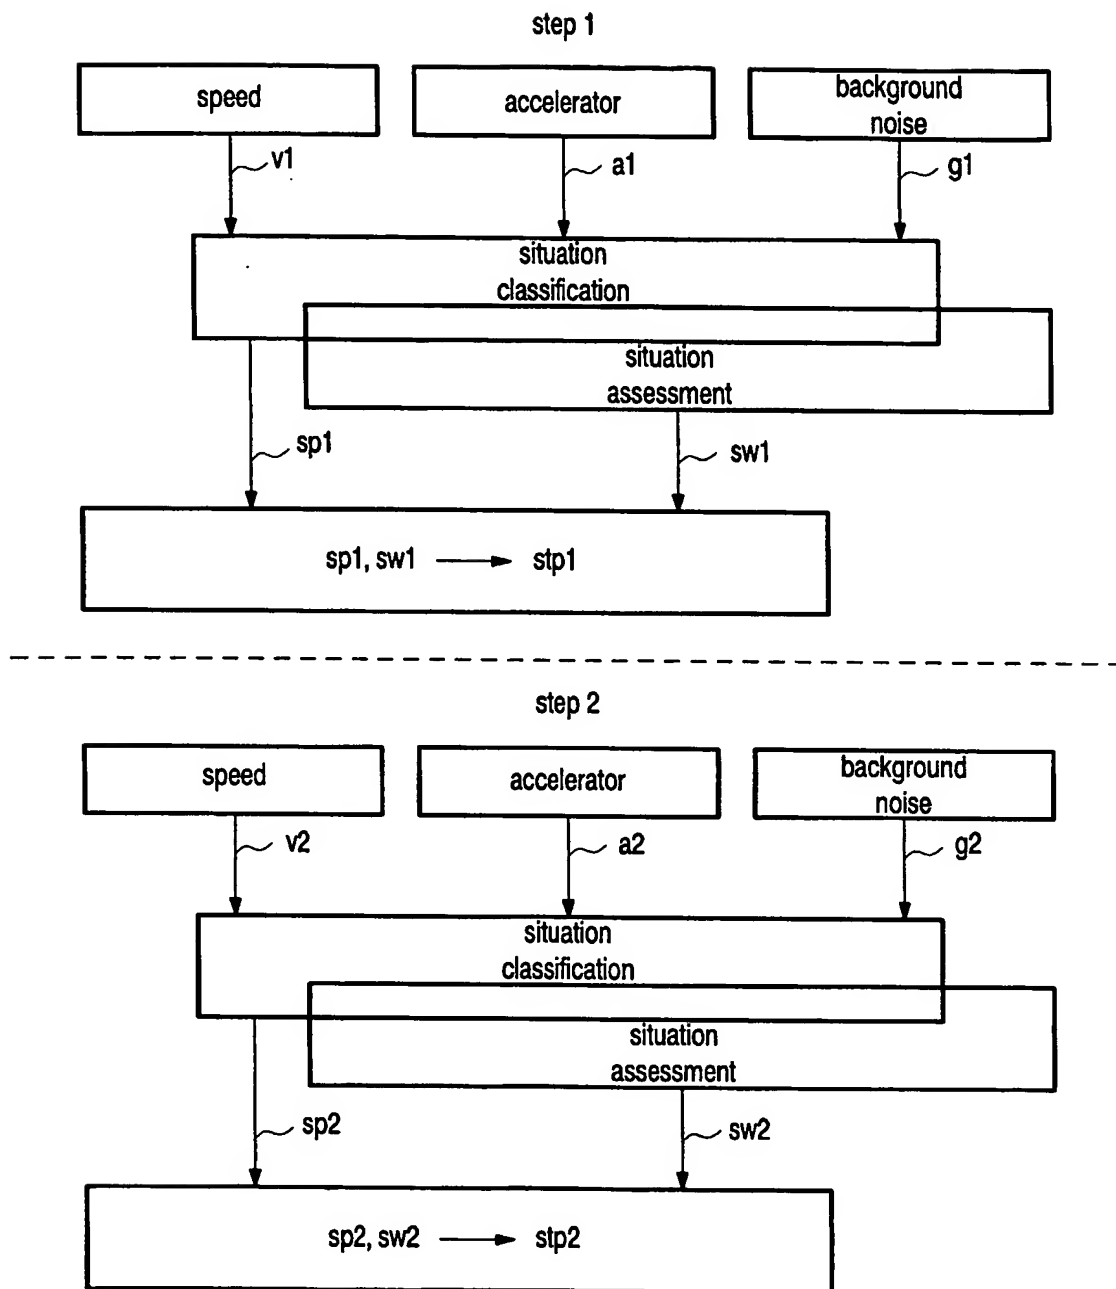 step 1
speed
accelerator
background
noise
v1
a1
g1
situation
classification
situation
assessment
sp1
sw1
sp1, sw1 → stp1
step 2
speed
accelerator
background
noise
v2
a2
g2
situation
classification
situation
assessment
sp2
sw2
sp2, sw2 → stp2